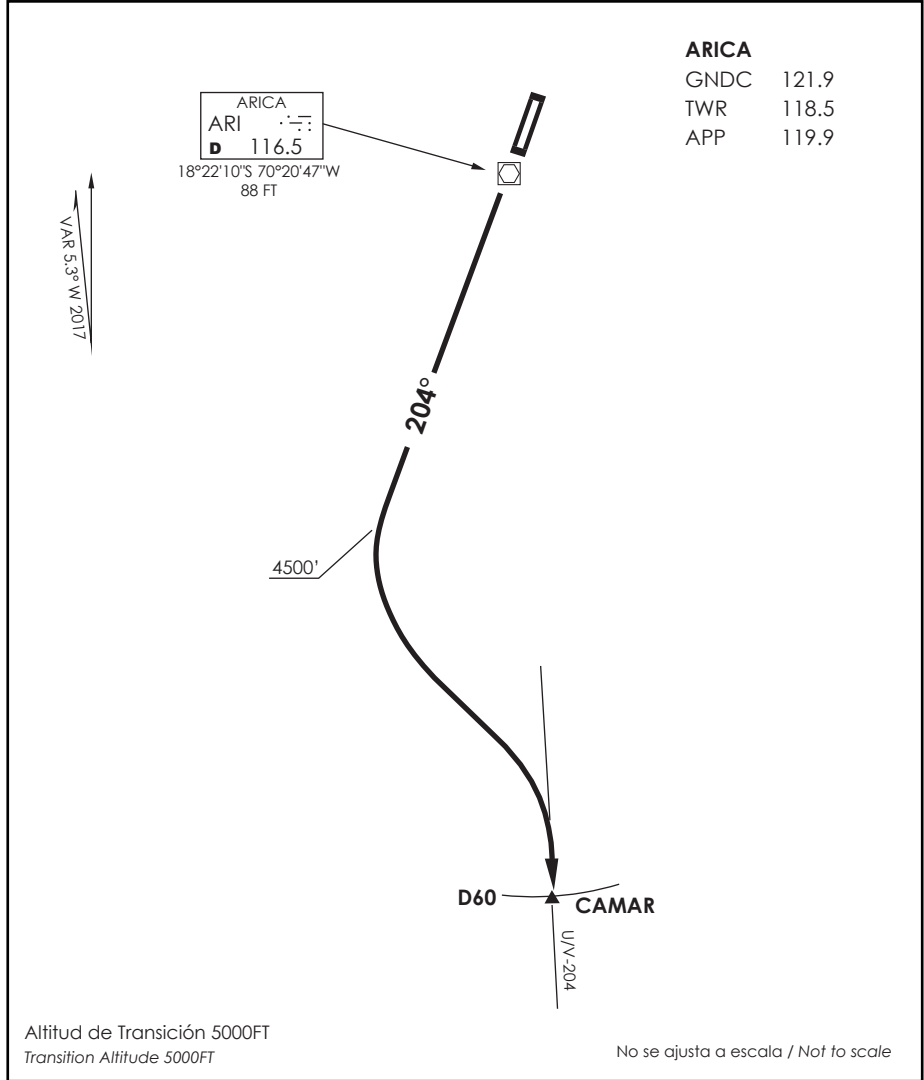 ARICA
GNDC 121.9
TWR 118.5
APP 119.9
ARICA
ARI
D 116.5
18°22'10"S 70°20'47"W
88 FT
VAR 5.3° W 2017
204°
4500'
D60
CAMAR
U/V-204
Altitud de Transición 5000FT
Transition Altitude 5000FT
No se ajusta a escala / Not to scale